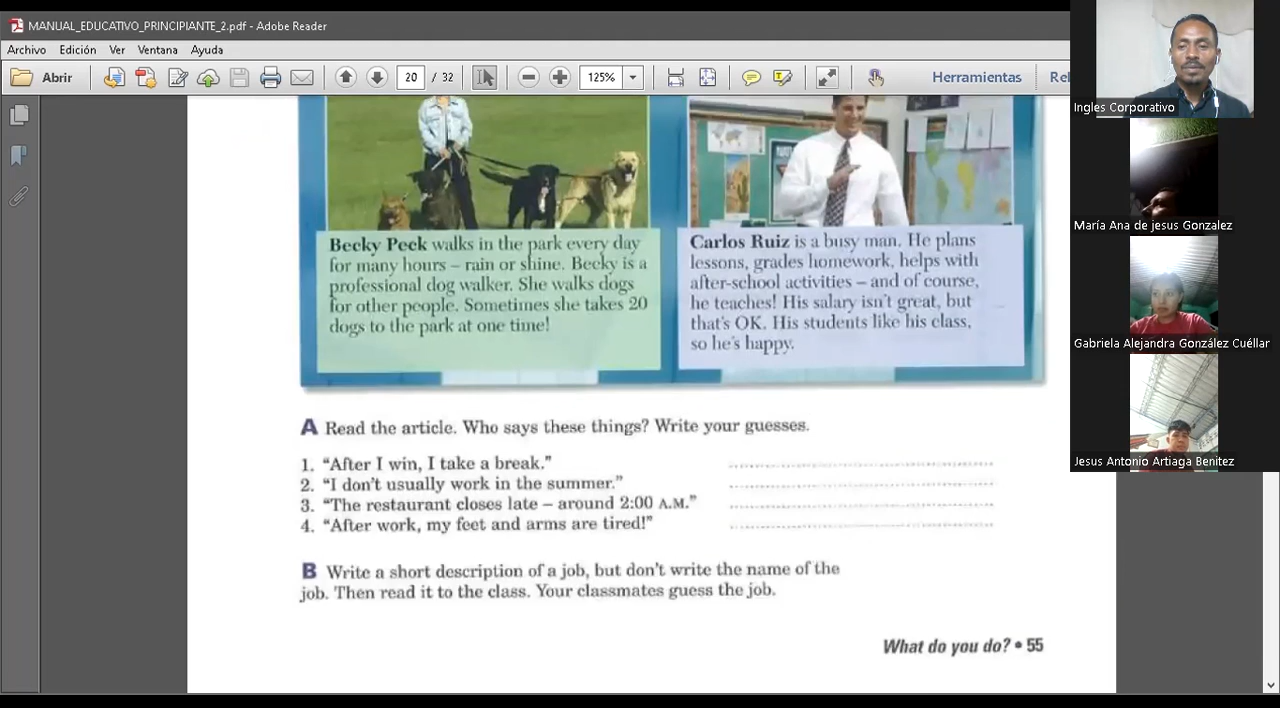 MANUAL_EDUCATIVO_PRINCIPIANTE_2.pdf - Adobe Reader
Archivo Edición Ver Ventana Ayuda
Abrir 20 / 32 125% Herramientas
Becky Peck walks in the park every day
for many hours – rain or shine. Becky is a
professional dog walker. She walks dogs
for other people. Sometimes she takes 20
dogs to the park at one time!
Carlos Ruiz is a busy man. He plans
lessons, grades homework, helps with
after-school activities – and of course,
he teaches! His salary isn't great, but
that's OK. His students like his class,
so he's happy.
A Read the article. Who says these things? Write your guesses.
1. "After I win, I take a break."
2. "I don't usually work in the summer."
3. "The restaurant closes late – around 2:00 A.M."
4. "After work, my feet and arms are tired!"
B Write a short description of a job, but don't write the name of the
job. Then read it to the class. Your classmates guess the job.
What do you do? • 55
Ingles Corporativo
María Ana de jesus Gonzalez
Gabriela Alejandra González Cuéllar
Jesus Antonio Artiaga Benitez